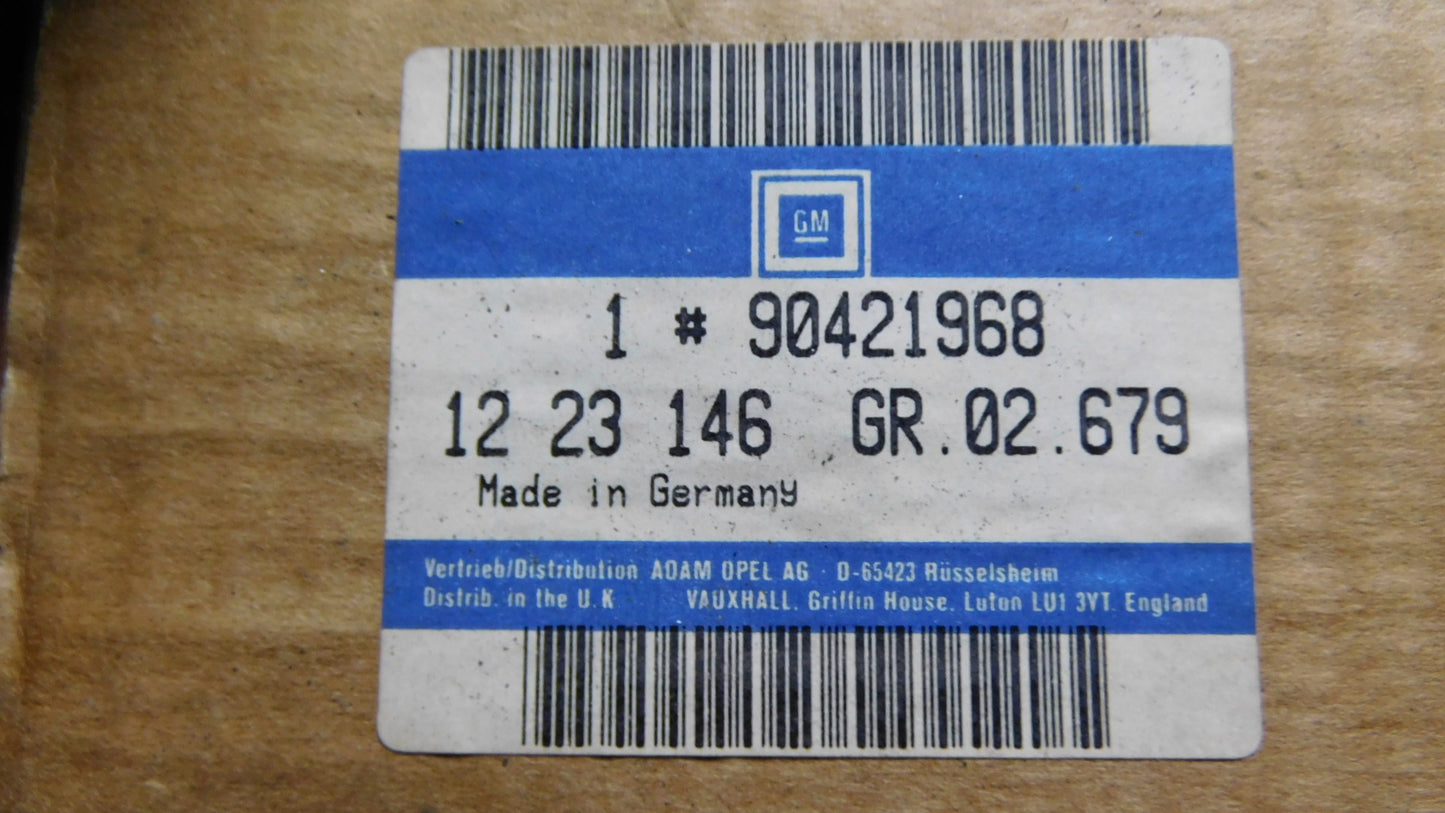 GM
1 # 90421968
12 23 146 GR.02.679
Made in Germany
Vertrieb/Distribution ADAM OPEL AG · D-65423 Rüsselsheim
Distrib. in the U.K. VAUXHALL, Griffin House, Luton LU1 3YT, England